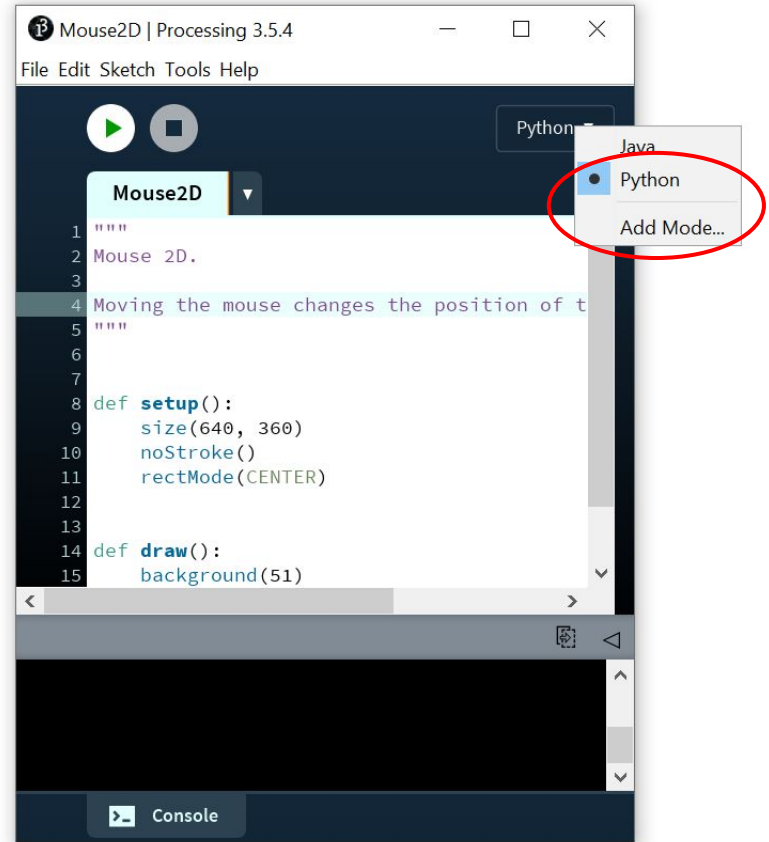 Mouse2D | Processing 3.5.4
File Edit Sketch Tools Help
Python
Java
Python
Add Mode...
Mouse2D
1 """
2 Mouse 2D.
3
4 Moving the mouse changes the position of t
5 """
6
7
8 def setup():
9     size(640, 360)
10     noStroke()
11     rectMode(CENTER)
12
13
14 def draw():
15     background(51)
Console